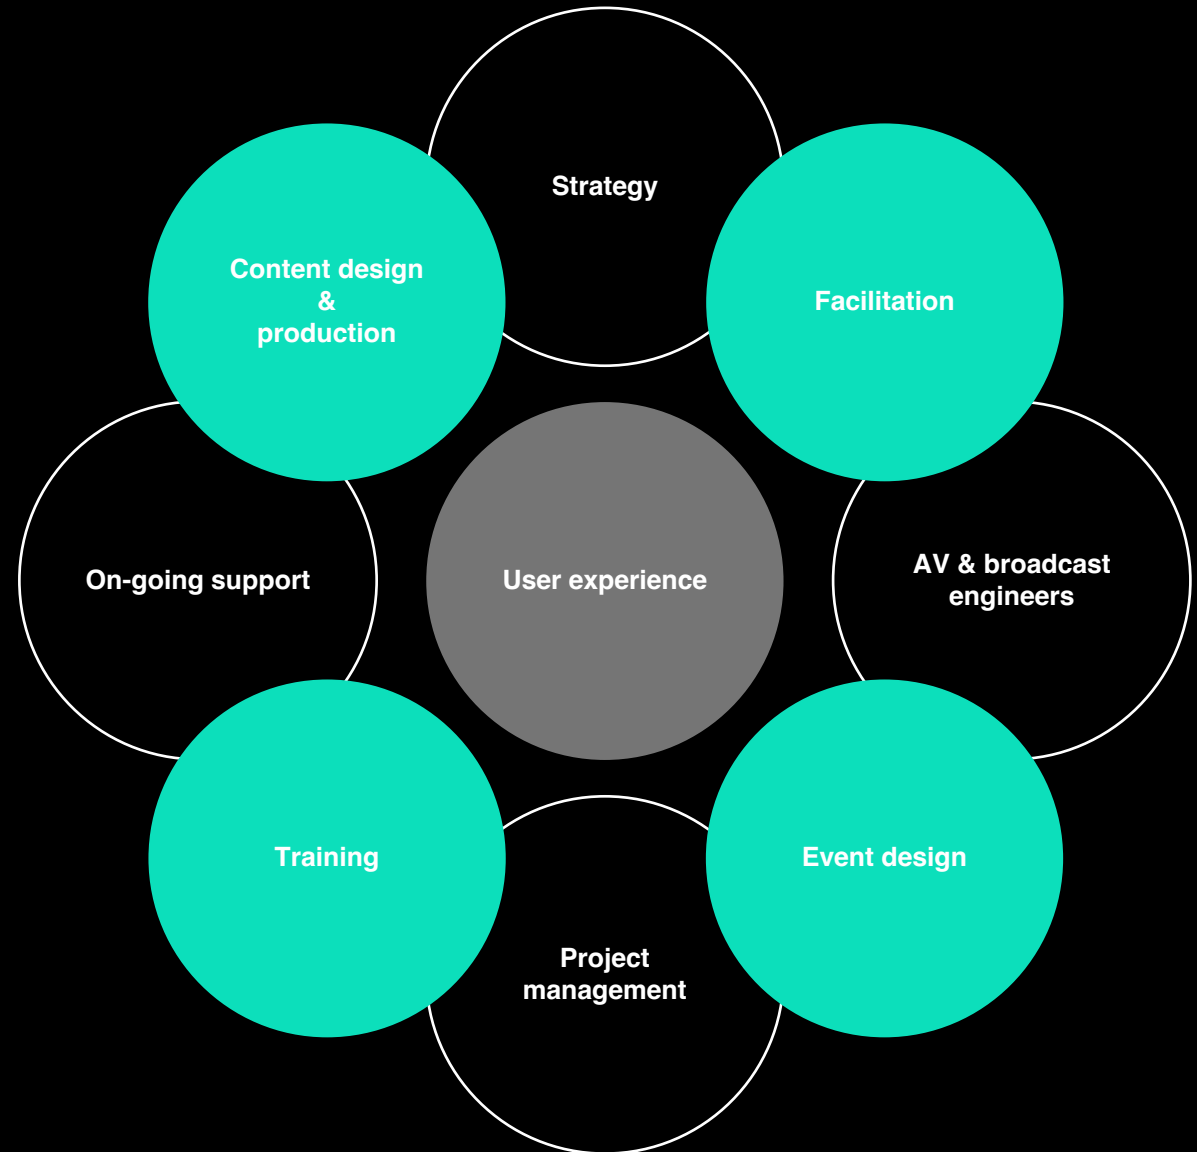 Strategy
Content design
&
production
Facilitation
On-going support
User experience
AV & broadcast
engineers
Training
Event design
Project
management